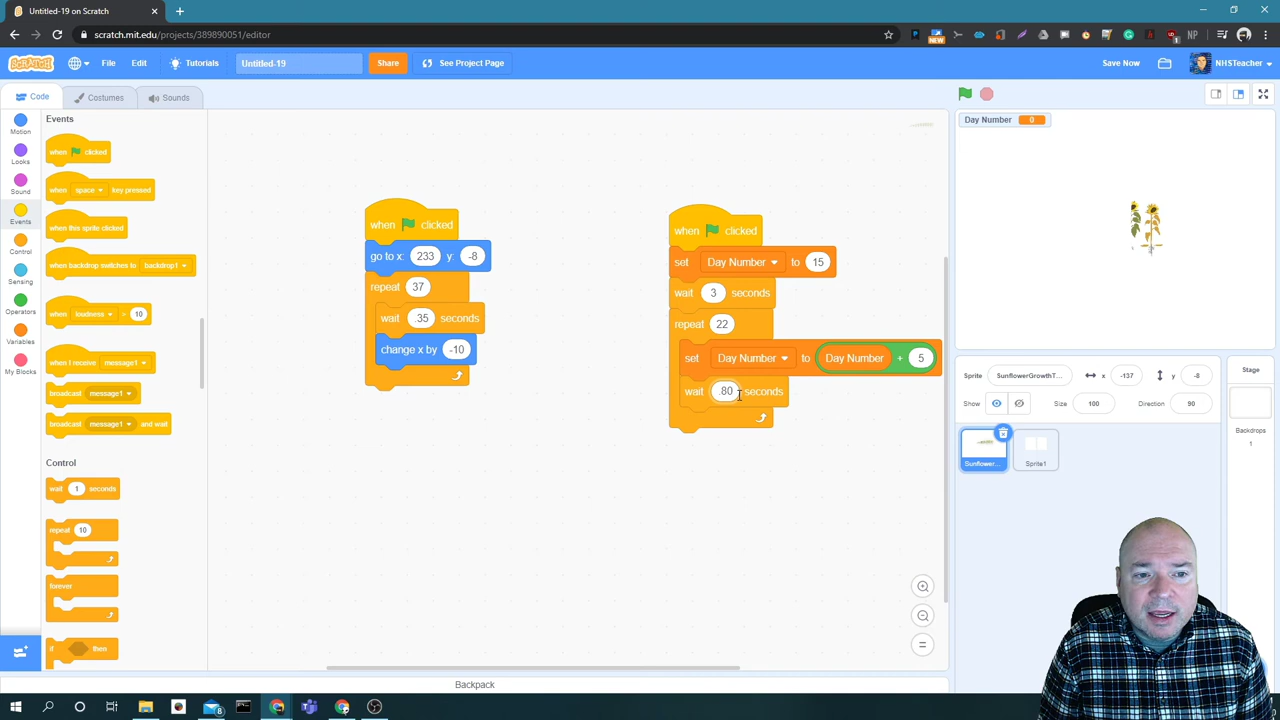 Untitled-19 on Scratch
scratch.mit.edu/projects/389890051/editor
NEW
NP
SCRATCH
File
Edit
Tutorials
Untitled-19
Share
See Project Page
Save Now
NHSTeacher
Code
Costumes
Sounds
Motion
Looks
Sound
Events
Control
Sensing
Operators
Variables
My Blocks
Events
when clicked
when space key pressed
when this sprite clicked
when backdrop switches to backdrop1
when loudness > 10
when I receive message1
broadcast message1
broadcast message1 and wait
Control
wait 1 seconds
repeat 10
forever
if then
when clicked
go to x: 233 y: -8
repeat 37
wait .35 seconds
change x by -10
when clicked
set Day Number to 15
wait 3 seconds
repeat 22
set Day Number to Day Number + 5
wait .80 seconds
Day Number 0
Sprite SunflowerGrowthT... x -137 y -8
Show Size 100 Direction 90
Stage
Backdrops
1
Sunflower...
Sprite1
Backpack